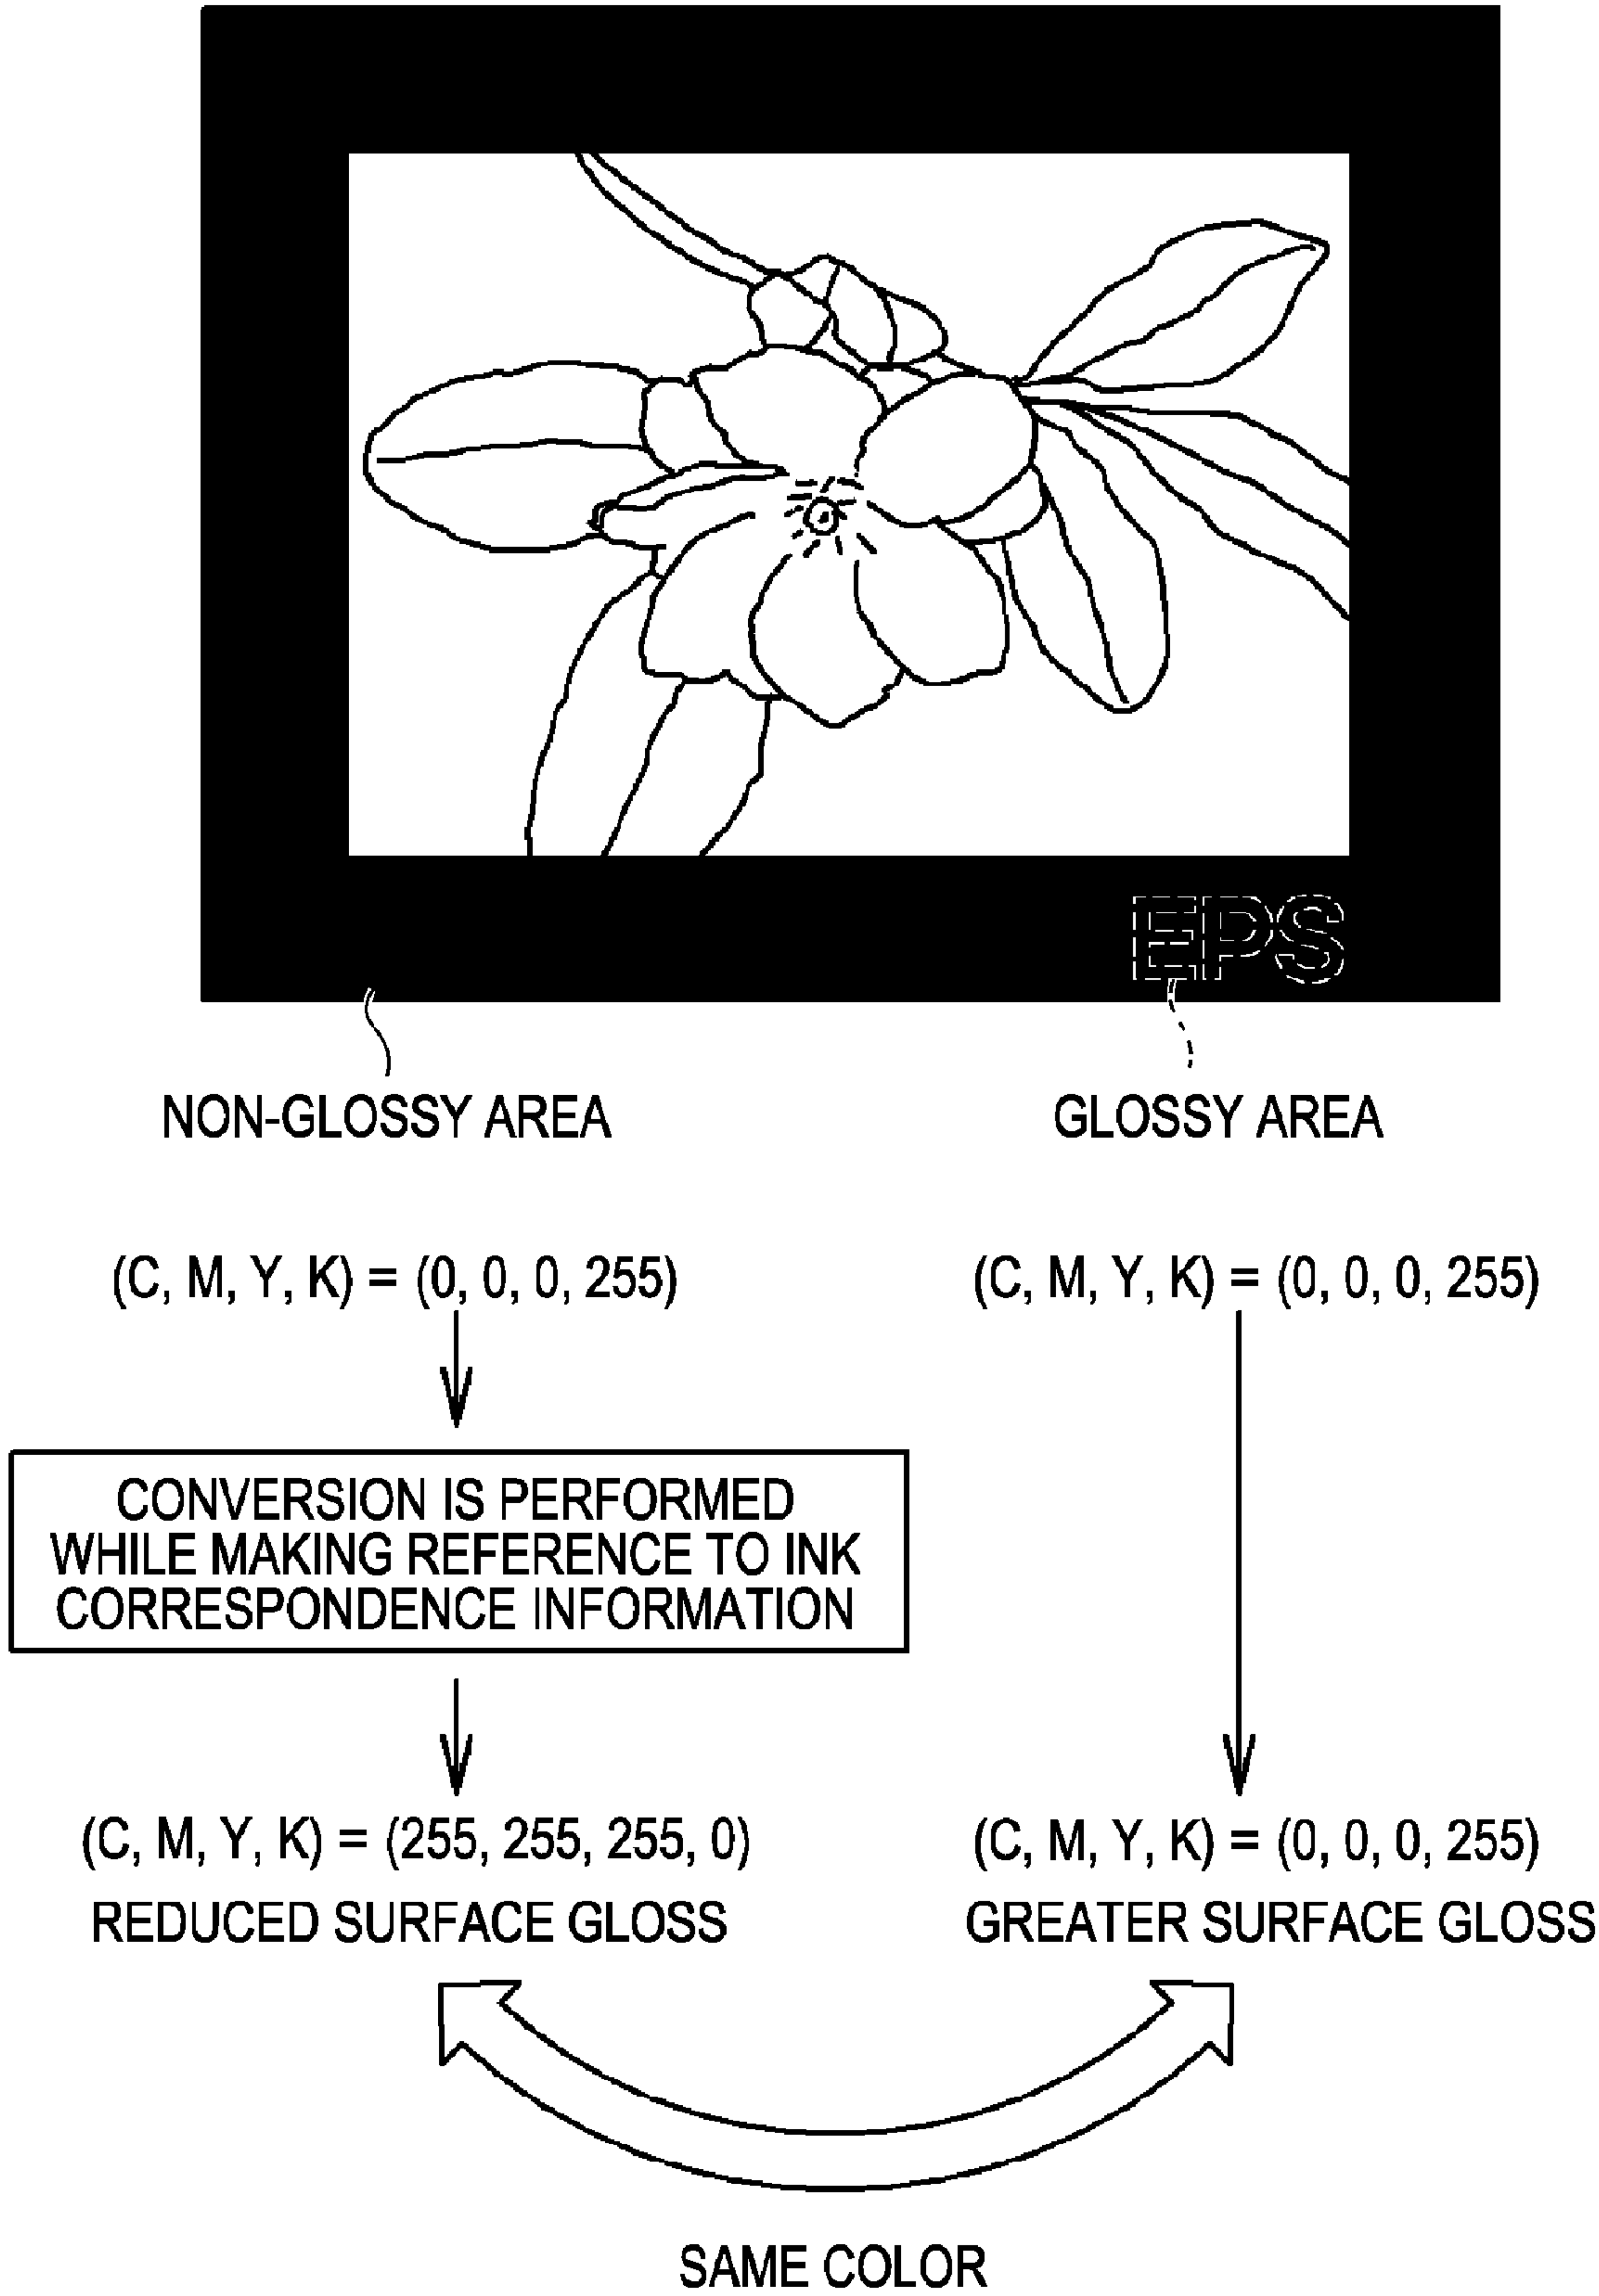 EPS
NON-GLOSSY AREA
GLOSSY AREA
(C, M, Y, K) = (0, 0, 0, 255)
(C, M, Y, K) = (0, 0, 0, 255)
CONVERSION IS PERFORMED
WHILE MAKING REFERENCE TO INK
CORRESPONDENCE INFORMATION
(C, M, Y, K) = (255, 255, 255, 0)
REDUCED SURFACE GLOSS
(C, M, Y, K) = (0, 0, 0, 255)
GREATER SURFACE GLOSS
SAME COLOR